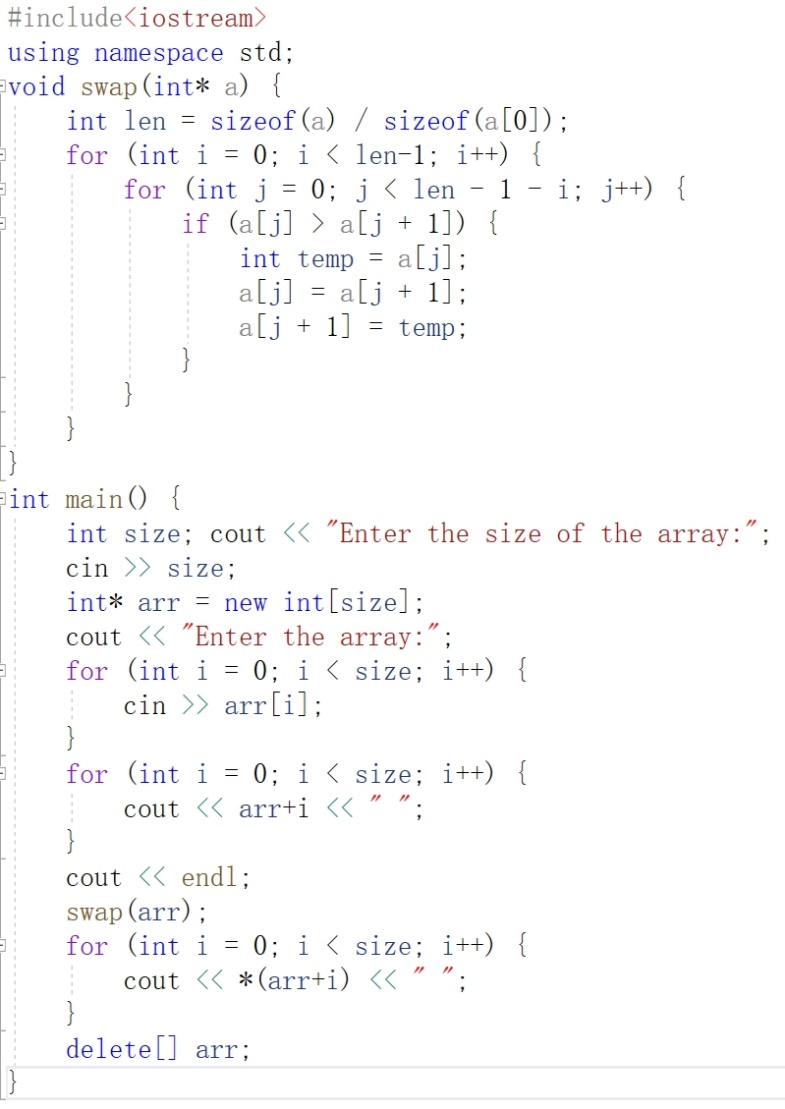 #include<iostream>
using namespace std;
void swap(int* a) {
    int len = sizeof(a) / sizeof(a[0]);
    for (int i = 0; i < len-1; i++) {
        for (int j = 0; j < len - 1 - i; j++) {
            if (a[j] > a[j + 1]) {
                int temp = a[j];
                a[j] = a[j + 1];
                a[j + 1] = temp;
            }
        }
    }
}
int main() {
    int size; cout << "Enter the size of the array:";
    cin >> size;
    int* arr = new int[size];
    cout << "Enter the array:";
    for (int i = 0; i < size; i++) {
        cin >> arr[i];
    }
    for (int i = 0; i < size; i++) {
        cout << arr+i << " ";
    }
    cout << endl;
    swap(arr);
    for (int i = 0; i < size; i++) {
        cout << *(arr+i) << " ";
    }
    delete[] arr;
}